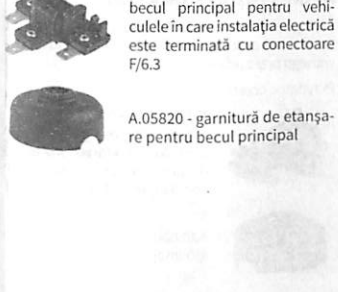 becul principal pentru vehi-
culele în care instalația electrică
este terminată cu conectoare
F/6.3
A.05820 - garnitură de etanșa-
re pentru becul principal